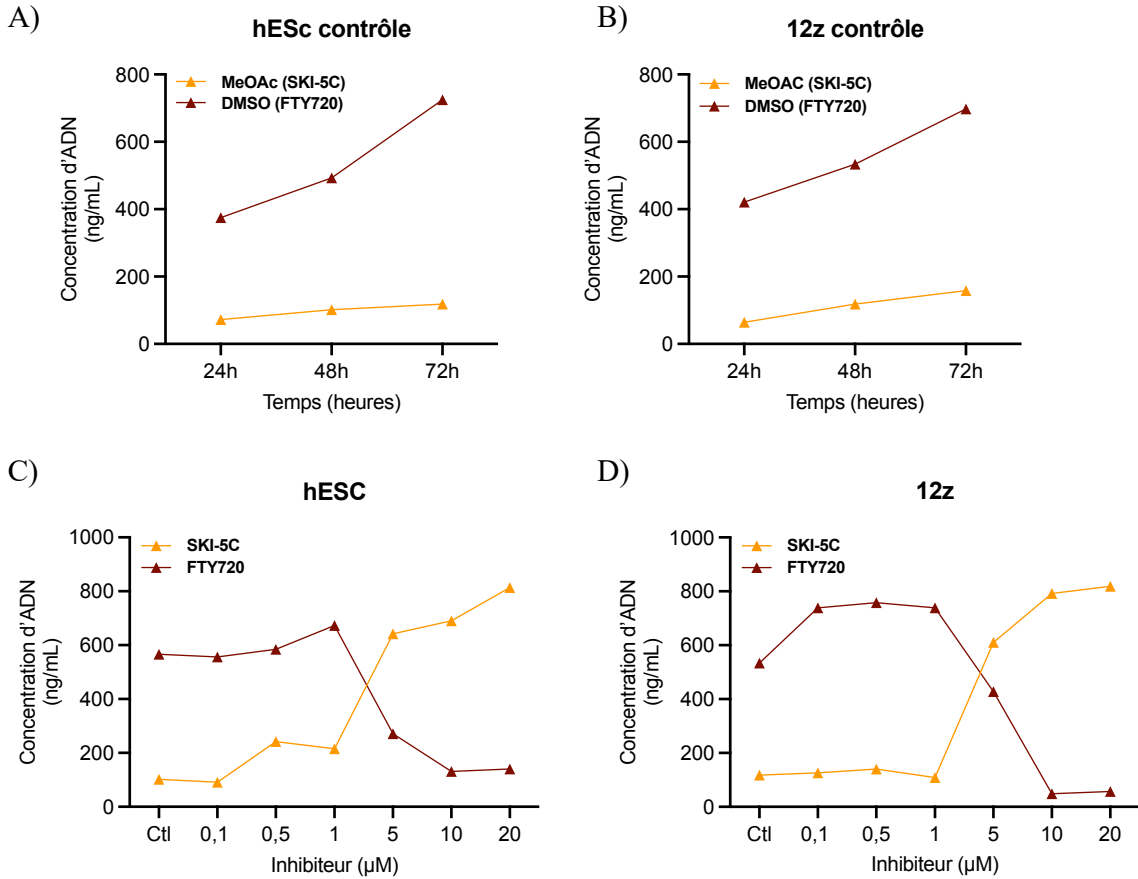 A)
hESc contrôle
MeOAc (SKI-5C)
DMSO (FTY720)
Concentration d'ADN
(ng/mL)
800
600
400
200
0
24h 48h 72h
Temps (heures)
B)
12z contrôle
MeOAC (SKI-5C)
DMSO (FTY720)
Concentration d'ADN
(ng/mL)
800
600
400
200
0
24h 48h 72h
Temps (heures)
C)
hESC
SKI-5C
FTY720
Concentration d'ADN
(ng/mL)
1000
800
600
400
200
0
Ctl 0,1 0,5 1 5 10 20
Inhibiteur (µM)
D)
12z
SKI-5C
FTY720
Concentration d'ADN
(ng/mL)
1000
800
600
400
200
0
Ctl 0,1 0,5 1 5 10 20
Inhibiteur (µM)